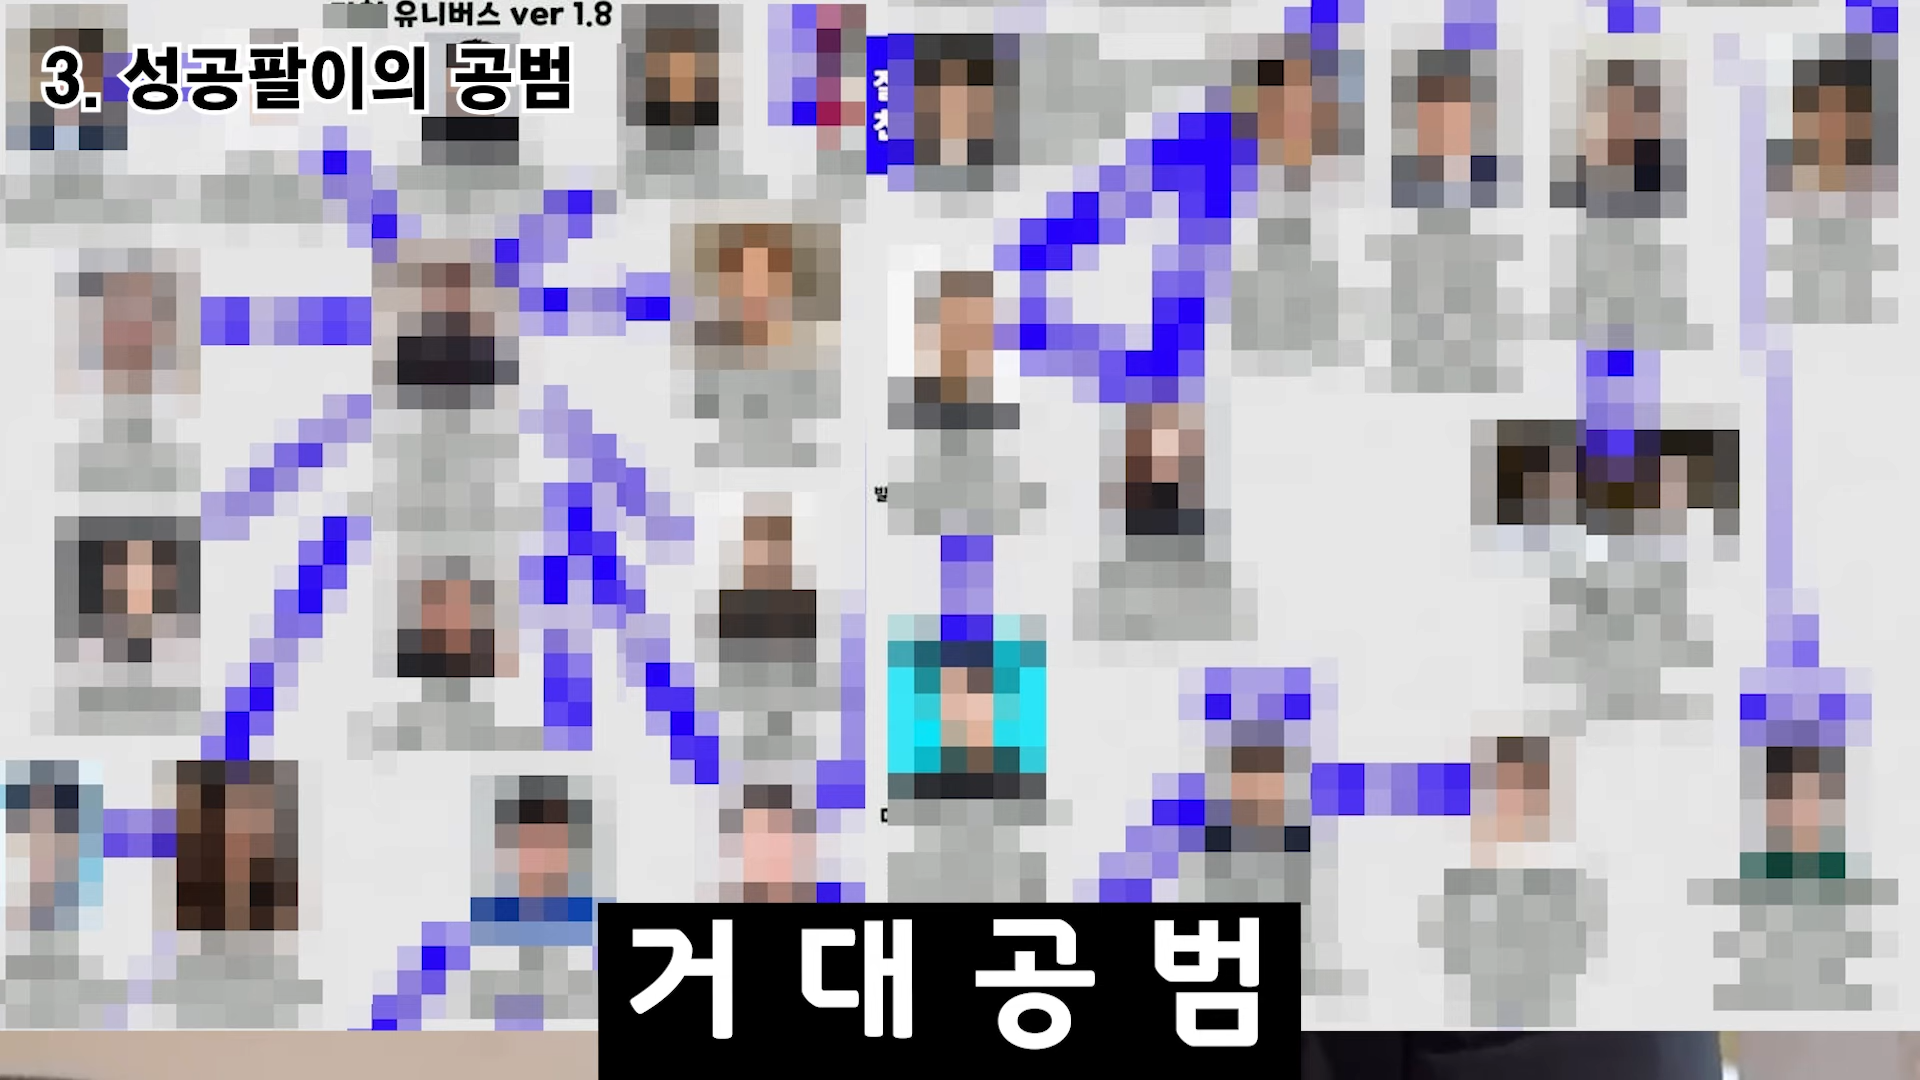 유니버스 ver 1.8
3. 성공팔이의 공범
거대공범